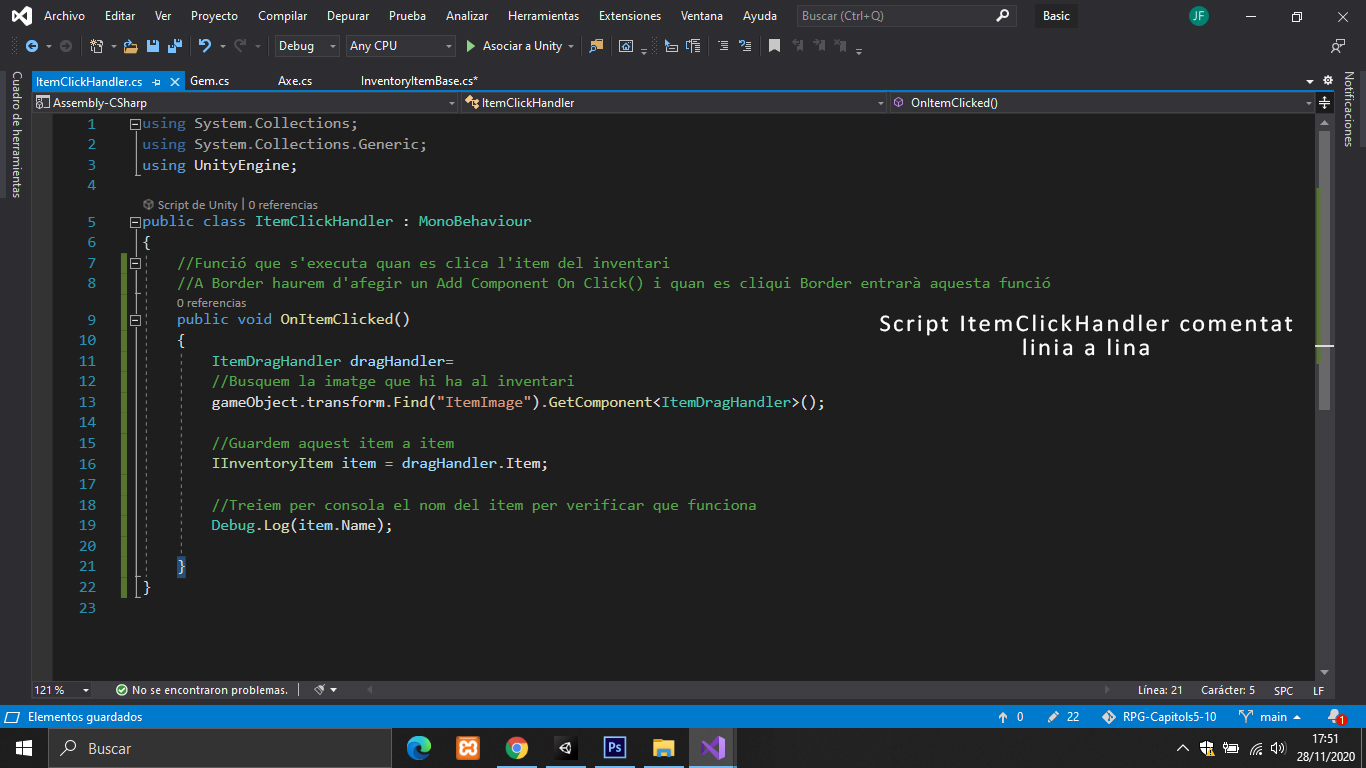 Archivo Editar Ver Proyecto Compilar Depurar Prueba Analizar Herramientas Extensiones Ventana Ayuda Buscar (Ctrl+Q) Basic JF
Debug Any CPU Asociar a Unity
ItemClickHandler.cs Gem.cs Axe.cs InventoryItemBase.cs*
Assembly-CSharp ItemClickHandler OnItemClicked()
Cuadro de herramientas
Notificaciones
1 using System.Collections;
2 using System.Collections.Generic;
3 using UnityEngine;
4
Script de Unity | 0 referencias
5 public class ItemClickHandler : MonoBehaviour
6 {
7 //Funció que s'executa quan es clica l'item del inventari
8 //A Border haurem d'afegir un Add Component On Click() i quan es cliqui Border entrarà aquesta funció
0 referencias
9 public void OnItemClicked()
Script ItemClickHandler comentat
linia a lina
10 {
11 ItemDragHandler dragHandler=
12 //Busquem la imatge que hi ha al inventari
13 gameObject.transform.Find("ItemImage").GetComponent<ItemDragHandler>();
14
15 //Guardem aquest item a item
16 IInventoryItem item = dragHandler.Item;
17
18 //Treiem per consola el nom del item per verificar que funciona
19 Debug.Log(item.Name);
20
21 }
22 }
23
121 % No se encontraron problemas. Línea: 21 Carácter: 5 SPC LF
Elementos guardados 0 22 RPG-Capitols5-10 main 1
Buscar Ps 17:51
28/11/2020